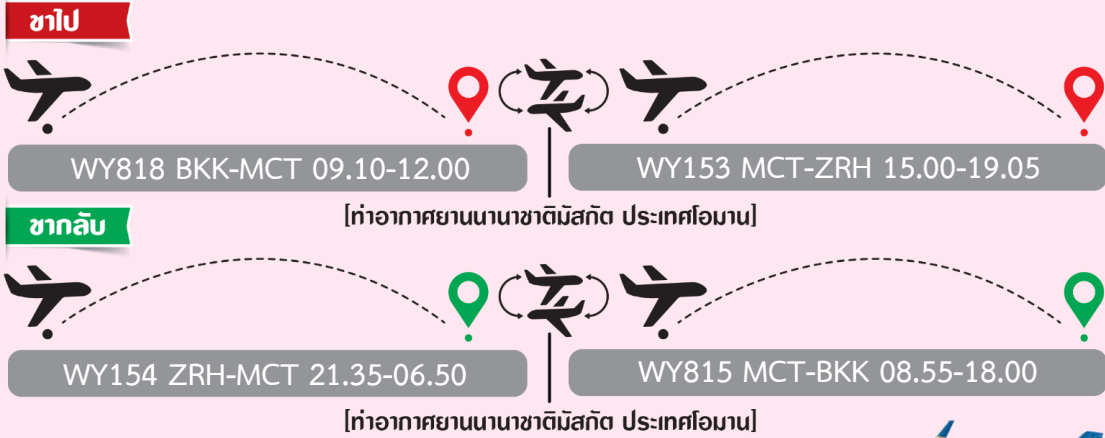 ขาไป
WY818 BKK-MCT 09.10-12.00
WY153 MCT-ZRH 15.00-19.05
[ท่าอากาศยานนานาชาติมัสกัต ประเทศโอมาน]
ขากลับ
WY154 ZRH-MCT 21.35-06.50
WY815 MCT-BKK 08.55-18.00
[ท่าอากาศยานนานาชาติมัสกัต ประเทศโอมาน]